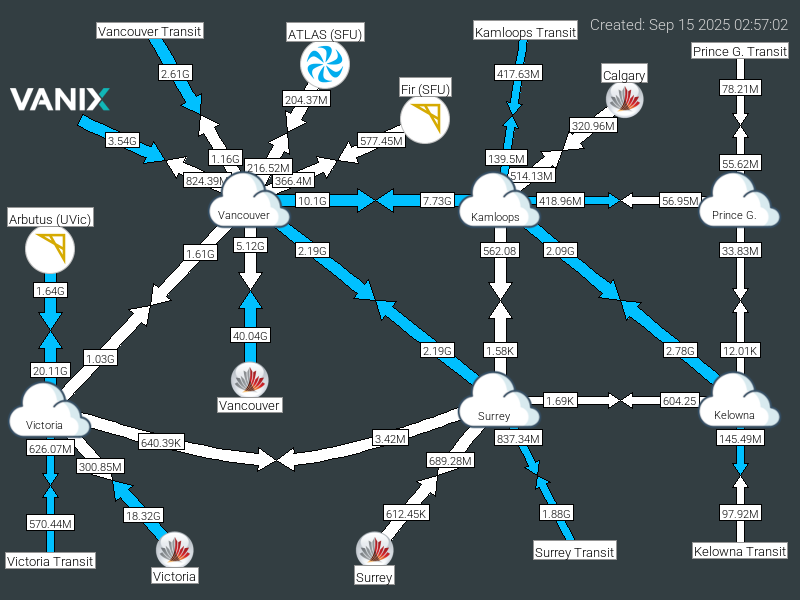 Created: Sep 15 2025 02:57:02
Vancouver Transit
ATLAS (SFU)
Kamloops Transit
Prince G. Transit
2.61G
417.63M
Calgary
78.21M
VANIX
204.37M
Fir (SFU)
320.96M
3.54G
577.45M
1.16G
216.52M
139.5M
55.62M
824.39M
366.4M
514.13M
10.1G
7.73G
418.96M
56.95M
Arbutus (UVic)
Vancouver
Kamloops
Prince G.
1.61G
5.12G
2.19G
562.08
2.09G
33.83M
1.64G
40.04G
1.03G
2.19G
1.58K
2.78G
12.01K
20.11G
Vancouver
1.69K
604.25
Victoria
Surrey
Kelowna
640.39K
3.42M
837.34M
145.49M
626.07M
300.85M
689.28M
570.44M
18.32G
612.45K
1.88G
97.92M
Victoria Transit
Victoria
Surrey
Surrey Transit
Kelowna Transit